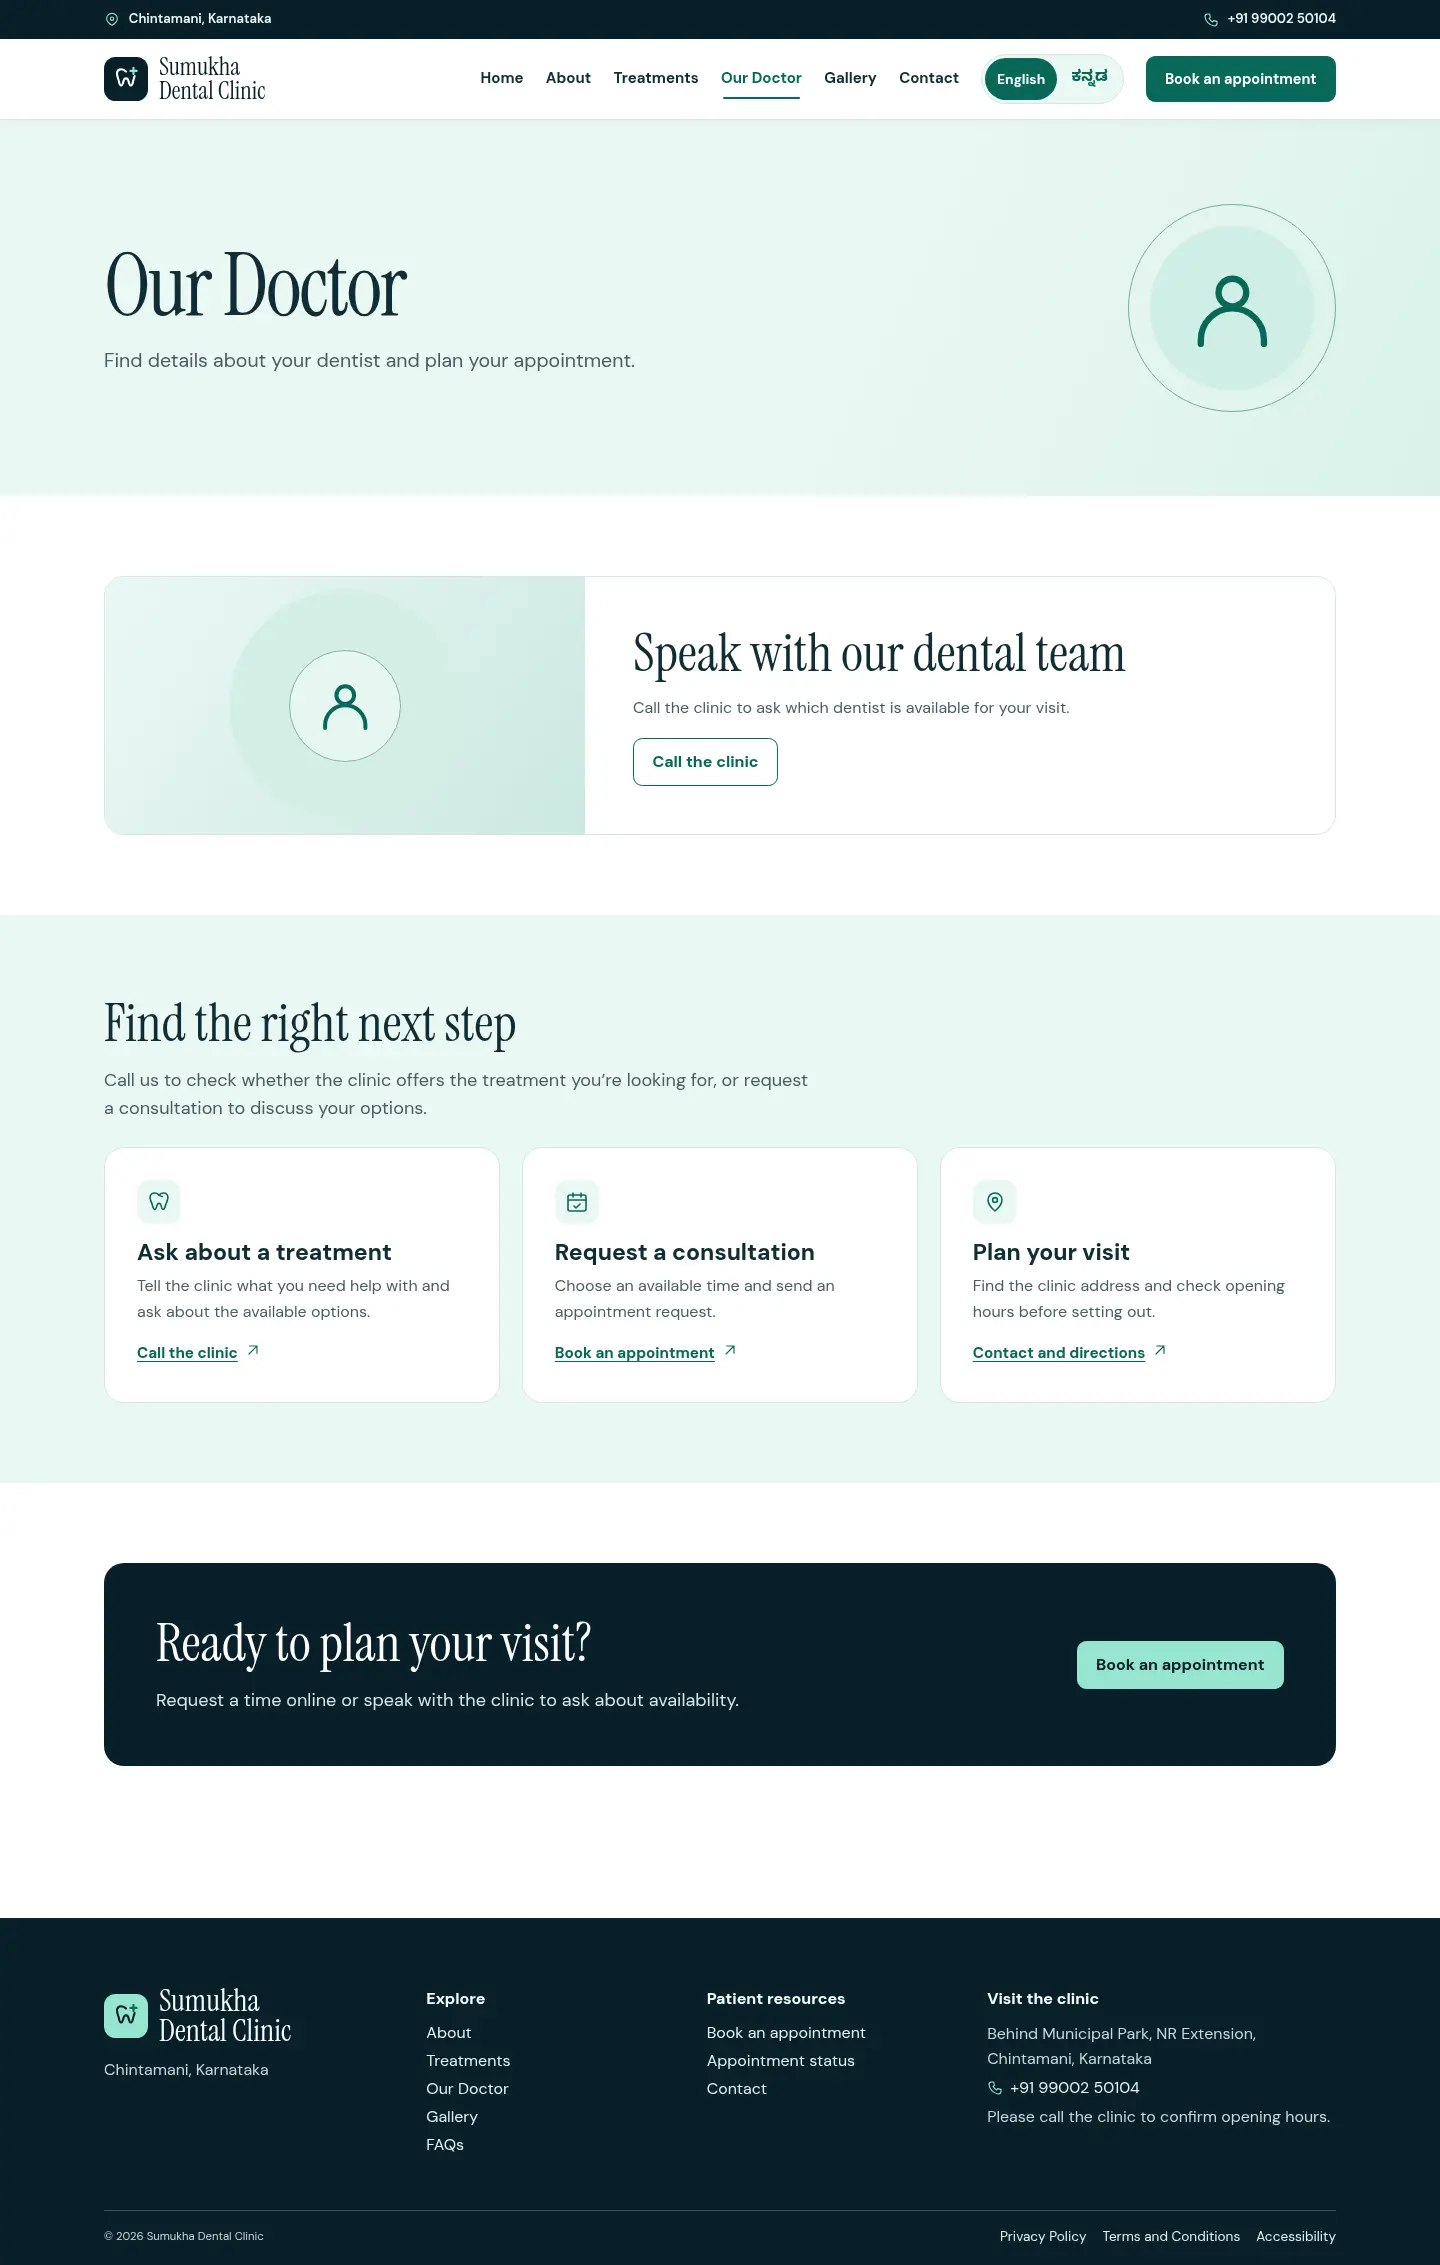 Chintamani, Karnataka
+91 99002 50104
Sumukha
Dental Clinic
Home
About
Treatments
Our Doctor
Gallery
Contact
English
ಕನ್ನಡ
Book an appointment
Our Doctor
Find details about your dentist and plan your appointment.
Speak with our dental team
Call the clinic to ask which dentist is available for your visit.
Call the clinic
Find the right next step
Call us to check whether the clinic offers the treatment you’re looking for, or request
a consultation to discuss your options.
Ask about a treatment
Tell the clinic what you need help with and
ask about the available options.
Call the clinic
Request a consultation
Choose an available time and send an
appointment request.
Book an appointment
Plan your visit
Find the clinic address and check opening
hours before setting out.
Contact and directions
Ready to plan your visit?
Request a time online or speak with the clinic to ask about availability.
Book an appointment
Sumukha
Dental Clinic
Chintamani, Karnataka
Explore
About
Treatments
Our Doctor
Gallery
FAQs
Patient resources
Book an appointment
Appointment status
Contact
Visit the clinic
Behind Municipal Park, NR Extension,
Chintamani, Karnataka
+91 99002 50104
Please call the clinic to confirm opening hours.
© 2026 Sumukha Dental Clinic
Privacy Policy
Terms and Conditions
Accessibility